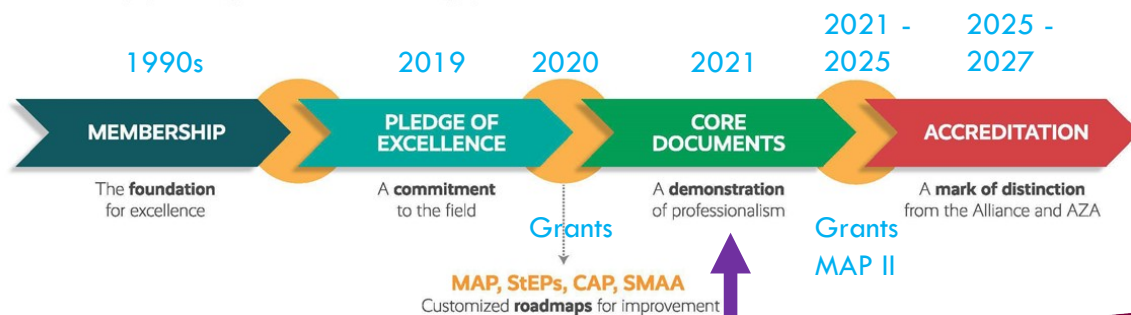 1990s
2019
2020
2021
2021 -
2025
2025 -
2027
MEMBERSHIP
PLEDGE OF
EXCELLENCE
CORE
DOCUMENTS
ACCREDITATION
The foundation
for excellence
A commitment
to the field
A demonstration
of professionalism
A mark of distinction
from the Alliance and AZA
Grants
Grants
MAP II
MAP, StEPs, CAP, SMAA
Customized roadmaps for improvement